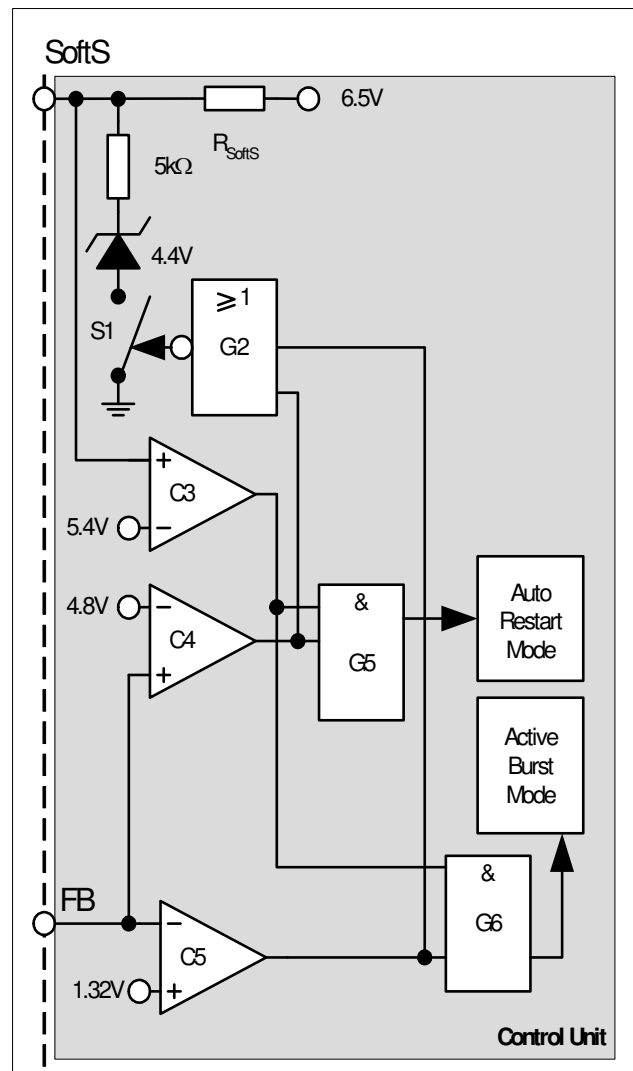 SoftS
6.5V
R SoftS
5kΩ
4.4V
S1
≥1
G2
+
C3
5.4V
–
4.8V
–
C4
+
&
G5
Auto
Restart
Mode
Active
Burst
Mode
FB
–
C5
1.32V
+
&
G6
Control Unit